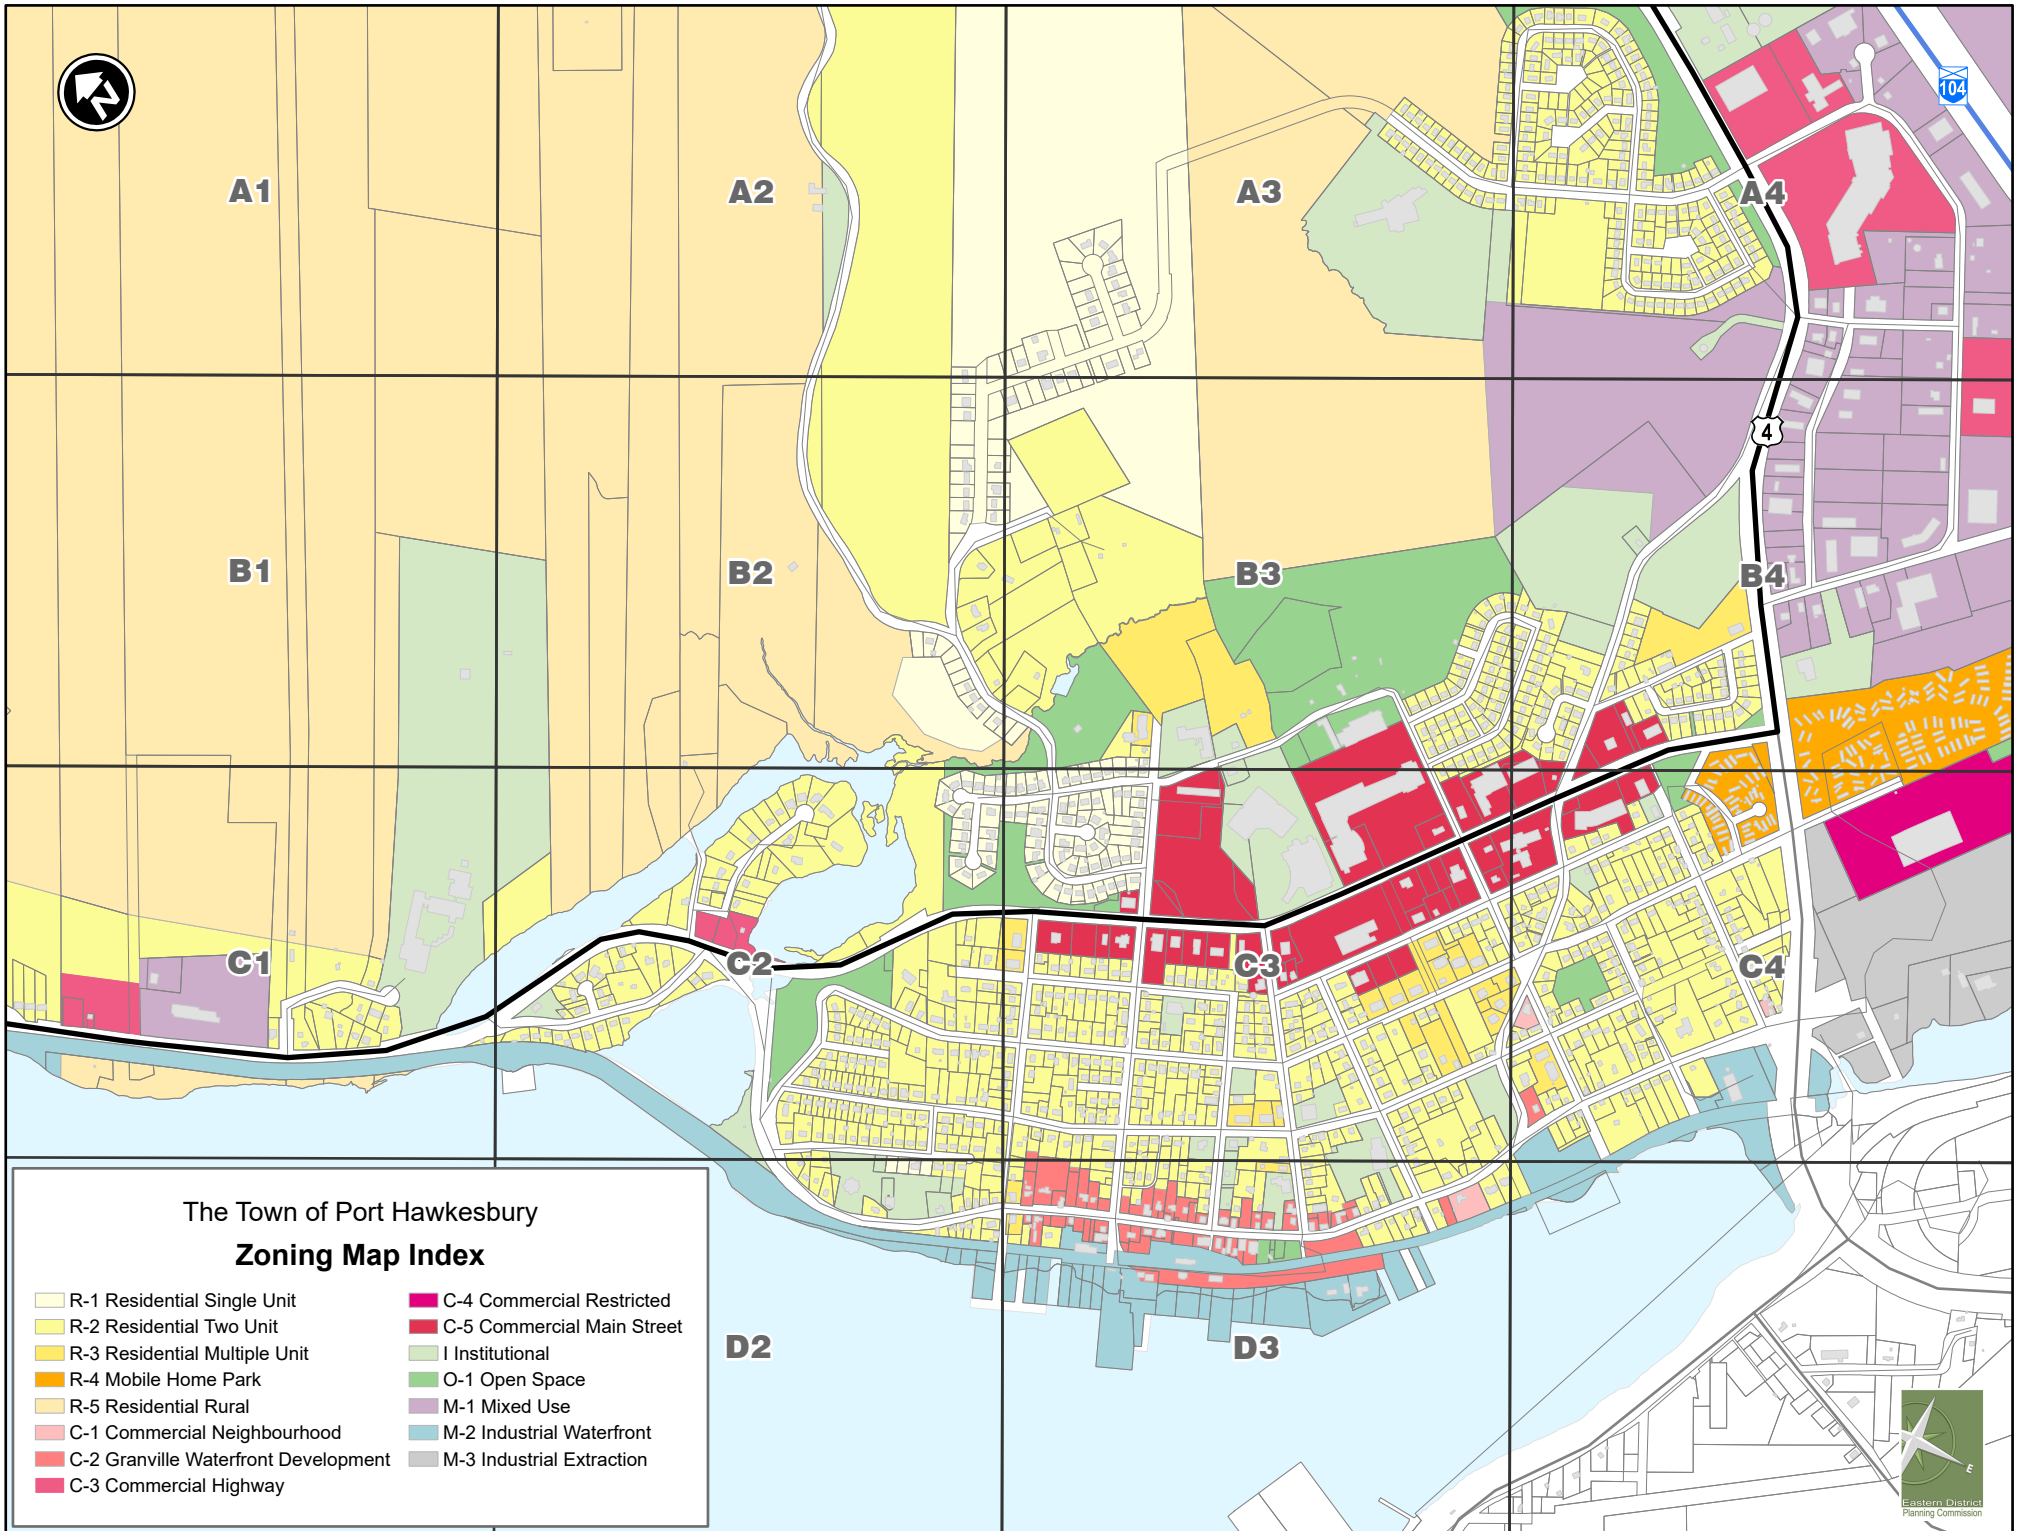 N
104
A1
A2
A3
A4
4
B1
B2
B3
B4
C1
C2
C3
C4
D2
D3
The Town of Port Hawkesbury
Zoning Map Index
R-1 Residential Single Unit
R-2 Residential Two Unit
R-3 Residential Multiple Unit
R-4 Mobile Home Park
R-5 Residential Rural
C-1 Commercial Neighbourhood
C-2 Granville Waterfront Development
C-3 Commercial Highway
C-4 Commercial Restricted
C-5 Commercial Main Street
I Institutional
O-1 Open Space
M-1 Mixed Use
M-2 Industrial Waterfront
M-3 Industrial Extraction
E
Eastern District
Planning Commission